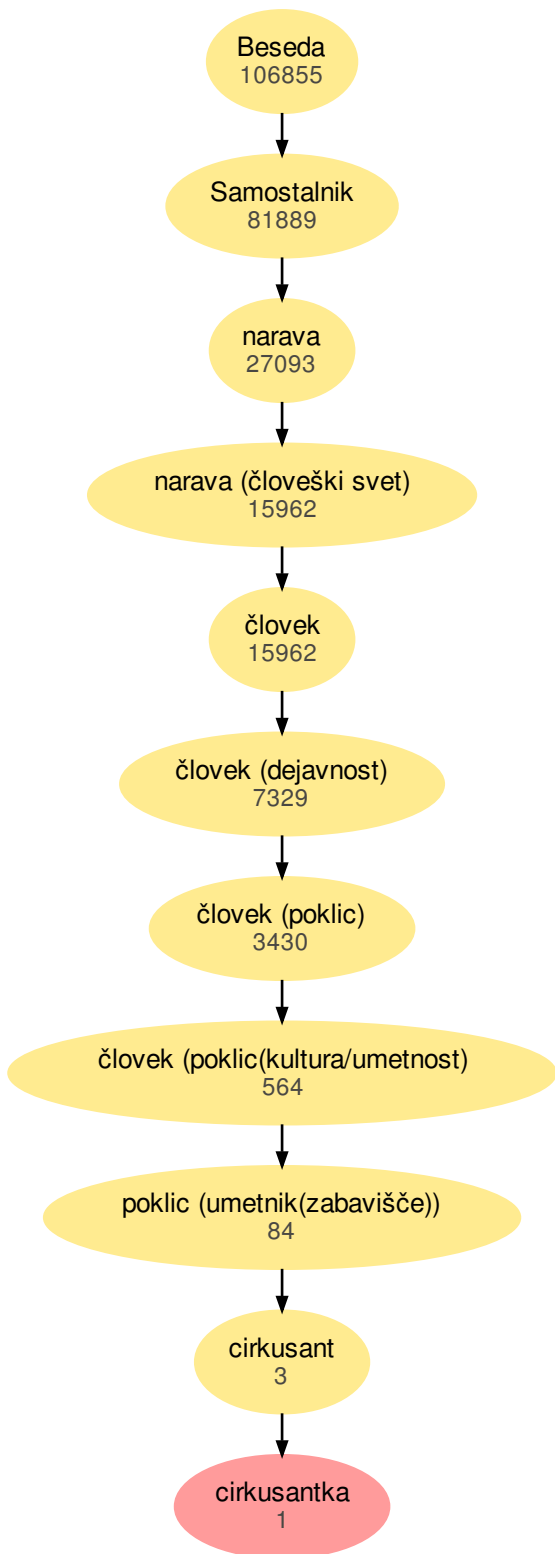 Beseda
106855
Samostalnik
81889
narava
27093
narava (človeški svet)
15962
človek
15962
človek (dejavnost)
7329
človek (poklic)
3430
človek (poklic(kultura/umetnost)
564
poklic (umetnik(zabavišče))
84
cirkusant
3
cirkusantka
1